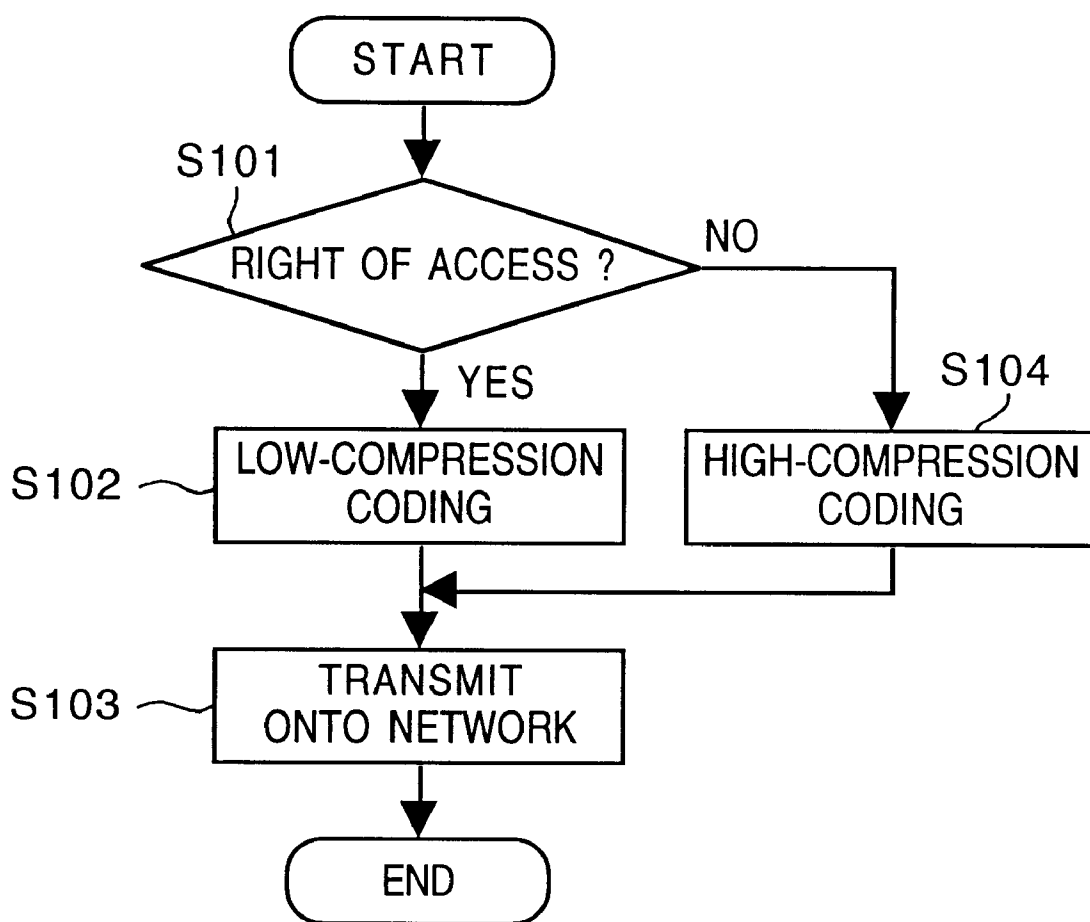 START
S101
RIGHT OF ACCESS ?
NO
YES
S104
S102
LOW-COMPRESSION
CODING
HIGH-COMPRESSION
CODING
S103
TRANSMIT
ONTO NETWORK
END